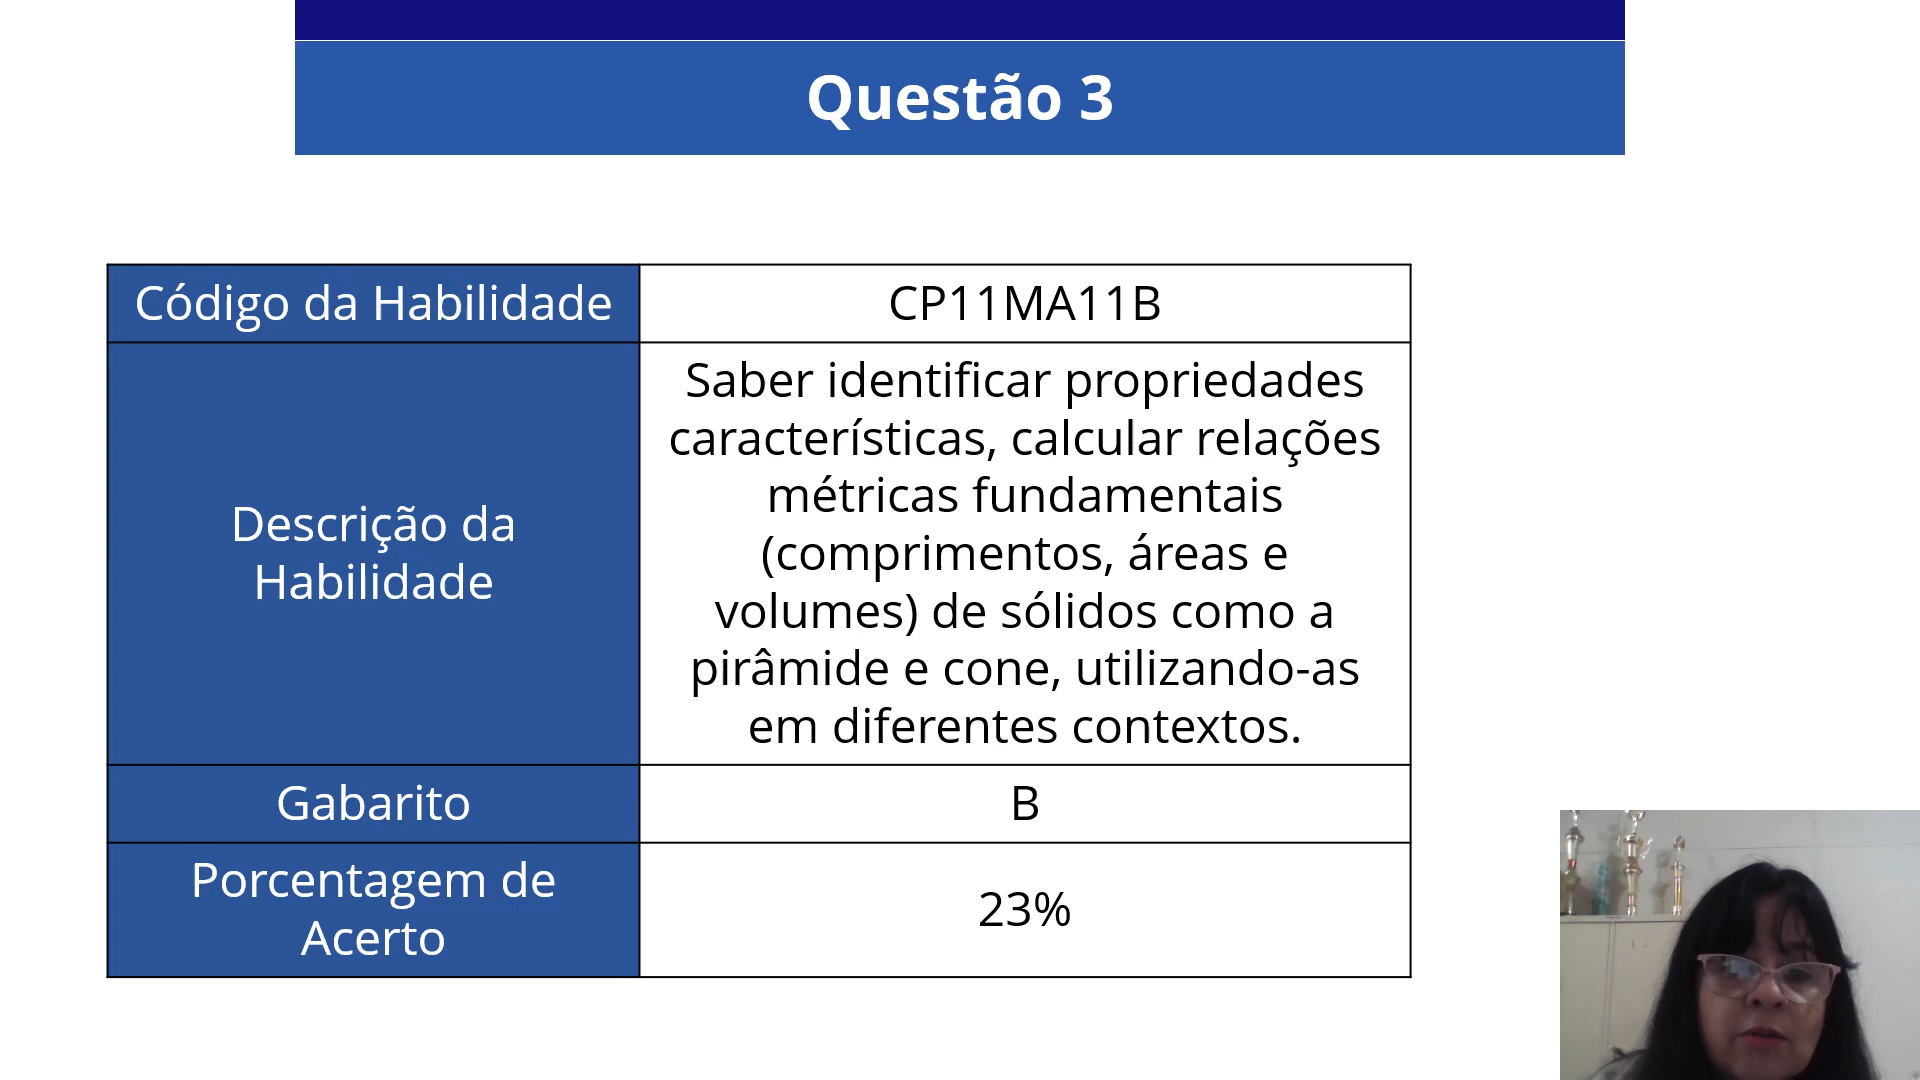 Questão 3
Código da Habilidade
CP11MA11B
Descrição da
Habilidade
Saber identificar propriedades
características, calcular relações
métricas fundamentais
(comprimentos, áreas e
volumes) de sólidos como a
pirâmide e cone, utilizando-as
em diferentes contextos.
Gabarito
B
Porcentagem de
Acerto
23%